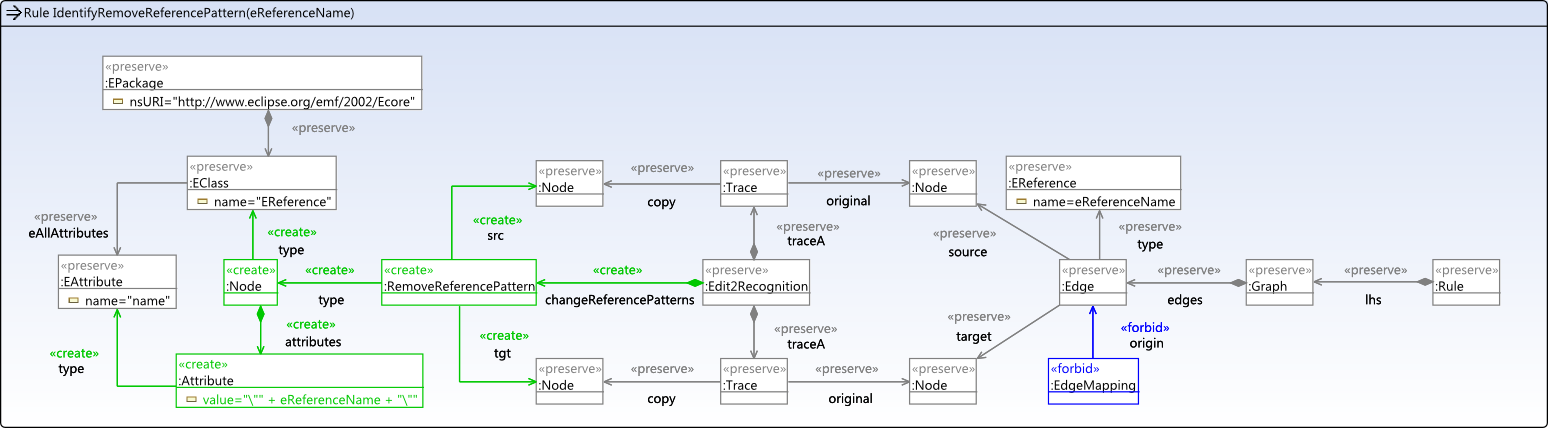 Rule IdentifyRemoveReferencePattern(eReferenceName)
«preserve»
:EPackage
nsURI="http://www.eclipse.org/emf/2002/Ecore"
«preserve»
«preserve»
:EClass
name="EReference"
«preserve»
eAllAttributes
«preserve»
:EAttribute
name="name"
«create»
type
«create»
:Node
«create»
type
«create»
attributes
«create»
type
«create»
:Attribute
value="\"" + eReferenceName + "\""
«create»
:RemoveReferencePattern
«create»
src
«create»
tgt
«preserve»
:Node
«preserve»
copy
«preserve»
:Trace
«preserve»
original
«preserve»
:Node
«preserve»
traceA
«create»
changeReferencePatterns
«preserve»
:Edit2Recognition
«preserve»
traceA
«preserve»
:Node
«preserve»
copy
«preserve»
:Trace
«preserve»
original
«preserve»
:Node
«preserve»
:EReference
name=eReferenceName
«preserve»
source
«preserve»
type
«preserve»
:Edge
«preserve»
edges
«preserve»
:Graph
«preserve»
lhs
«preserve»
:Rule
«preserve»
target
«forbid»
origin
«forbid»
:EdgeMapping